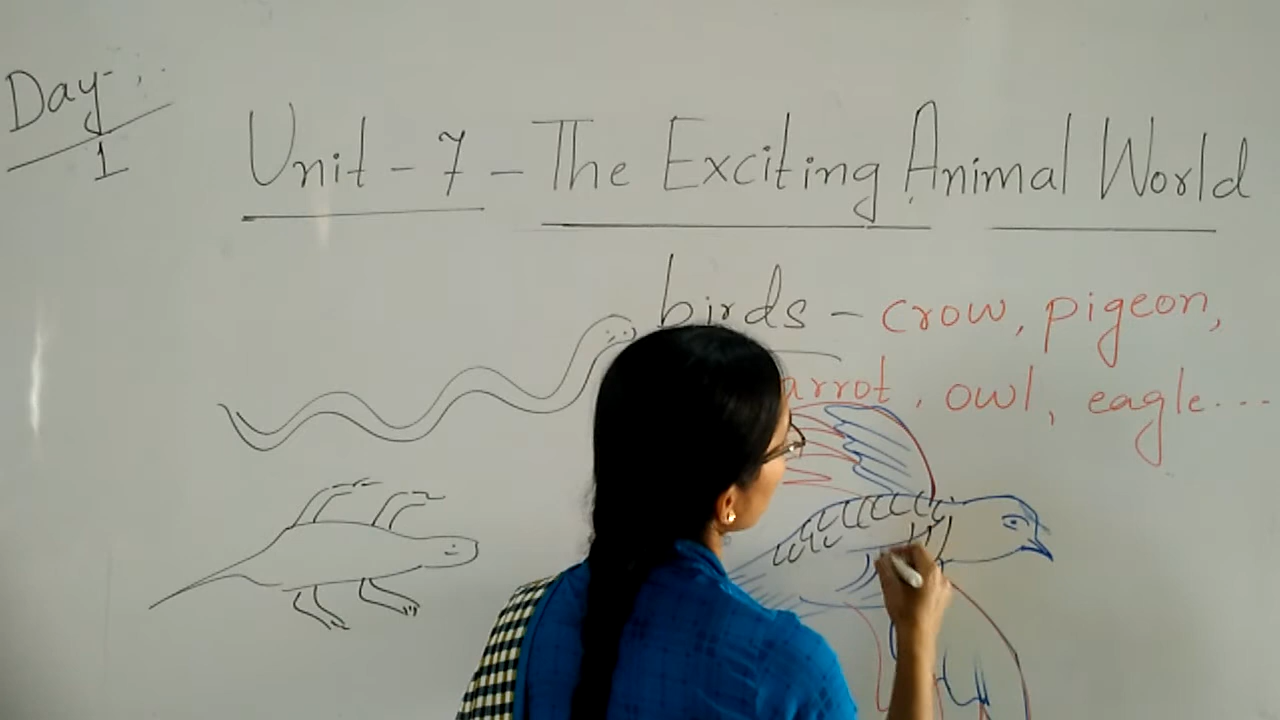 Day-
1
Unit - 7 - The Exciting Animal World
birds - crow, pigeon,
arrot, owl, eagle...